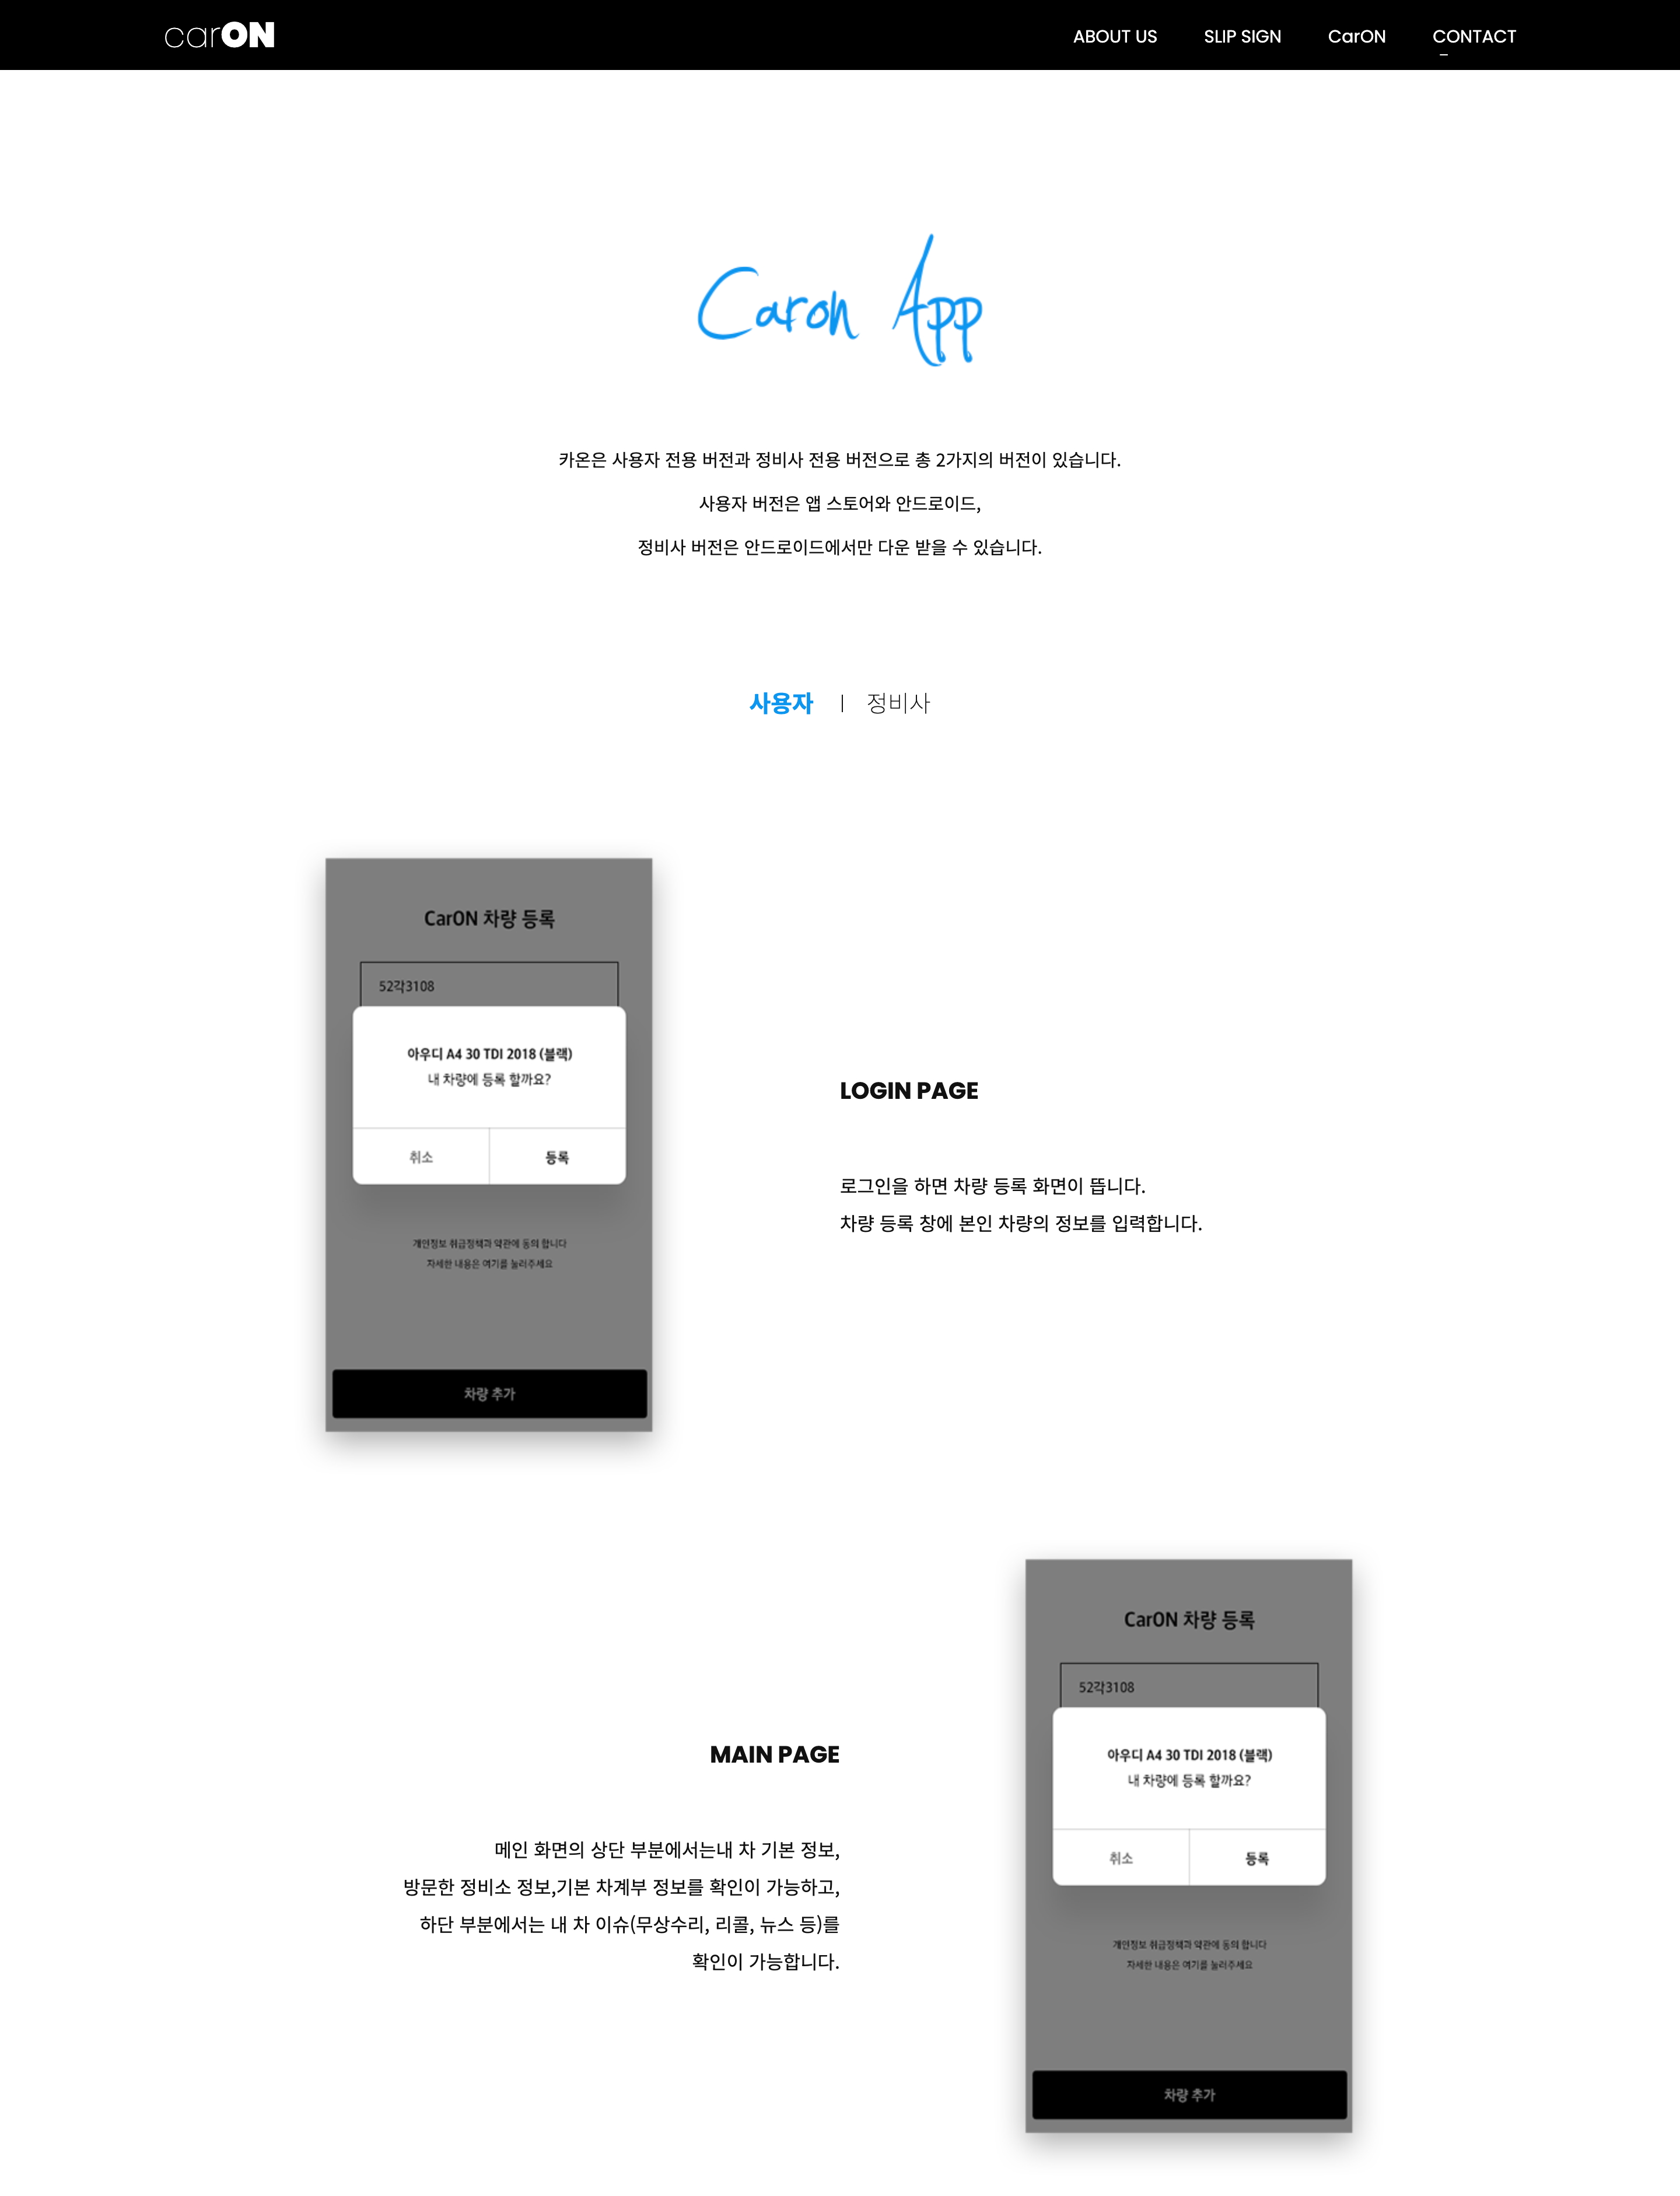 carON
ABOUT US SLIP SIGN CarON CONTACT
Caron App
카온은 사용자 전용 버전과 정비사 전용 버전으로 총 2가지의 버전이 있습니다.
사용자 버전은 앱 스토어와 안드로이드,
정비사 버전은 안드로이드에서만 다운 받을 수 있습니다.
사용자 | 정비사
CarON 차량 등록
52각3108
아우디 A4 30 TDI 2018 (블랙)
내 차량에 등록 할까요?
취소 등록
개인정보 취급정책과 약관에 동의 합니다
자세한 내용은 여기를 눌러주세요
차량 추가
LOGIN PAGE
로그인을 하면 차량 등록 화면이 뜹니다.
차량 등록 창에 본인 차량의 정보를 입력합니다.
MAIN PAGE
메인 화면의 상단 부분에서는내 차 기본 정보,
방문한 정비소 정보,기본 차계부 정보를 확인이 가능하고,
하단 부분에서는 내 차 이슈(무상수리, 리콜, 뉴스 등)를
확인이 가능합니다.
CarON 차량 등록
52각3108
아우디 A4 30 TDI 2018 (블랙)
내 차량에 등록 할까요?
취소 등록
개인정보 취급정책과 약관에 동의 합니다
자세한 내용은 여기를 눌러주세요
차량 추가